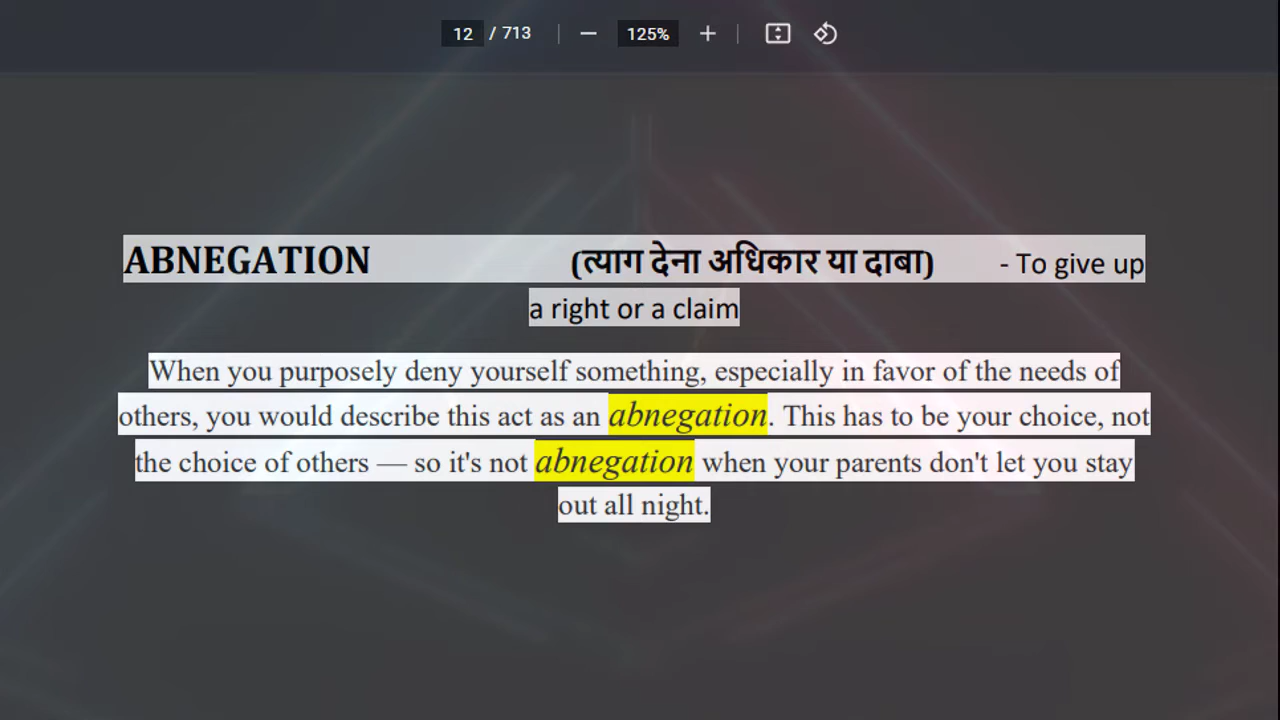 12 / 713 125%
ABNEGATION (त्याग देना अधिकार या दाबा) - To give up
a right or a claim
When you purposely deny yourself something, especially in favor of the needs of
others, you would describe this act as an abnegation. This has to be your choice, not
the choice of others — so it's not abnegation when your parents don't let you stay
out all night.